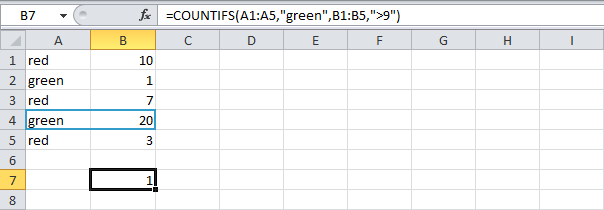 B7 fx =COUNTIFS(A1:A5,"green",B1:B5,">9")
A B C D E F G H I
1 red 10
2 green 1
3 red 7
4 green 20
5 red 3
6
7 1
8